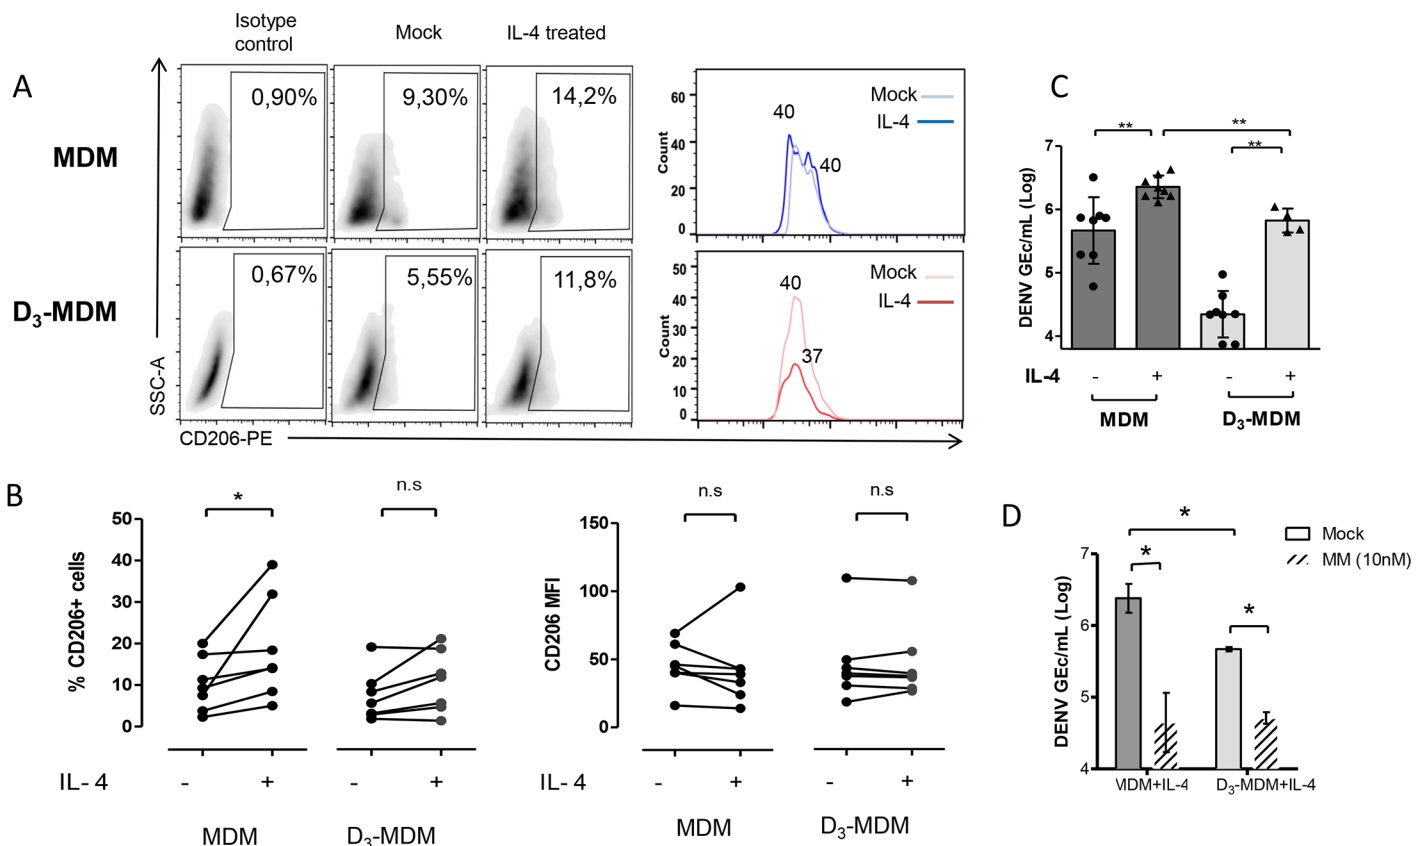 Isotype
control
Mock
IL-4 treated
A
MDM
0,90%
9,30%
14,2%
D3-MDM
0,67%
5,55%
11,8%
SSC-A
CD206-PE
Count
60
40
20
0
40
40
Mock
IL-4
Count
50
40
30
20
10
0
40
37
Mock
IL-4
C
DENV GEc/mL (Log)
7
6
5
4
**
**
**
IL-4
-
+
-
+
MDM
D3-MDM
B
% CD206+ cells
50
40
30
20
10
0
*
n.s
IL- 4
-
+
-
+
MDM
D3-MDM
CD206 MFI
150
100
50
0
n.s
n.s
IL- 4
-
+
-
+
MDM
D3-MDM
D
DENV GEc/mL (Log)
7
6
5
4
*
*
*
Mock
MM (10nM)
MDM+IL-4
D3-MDM+IL-4